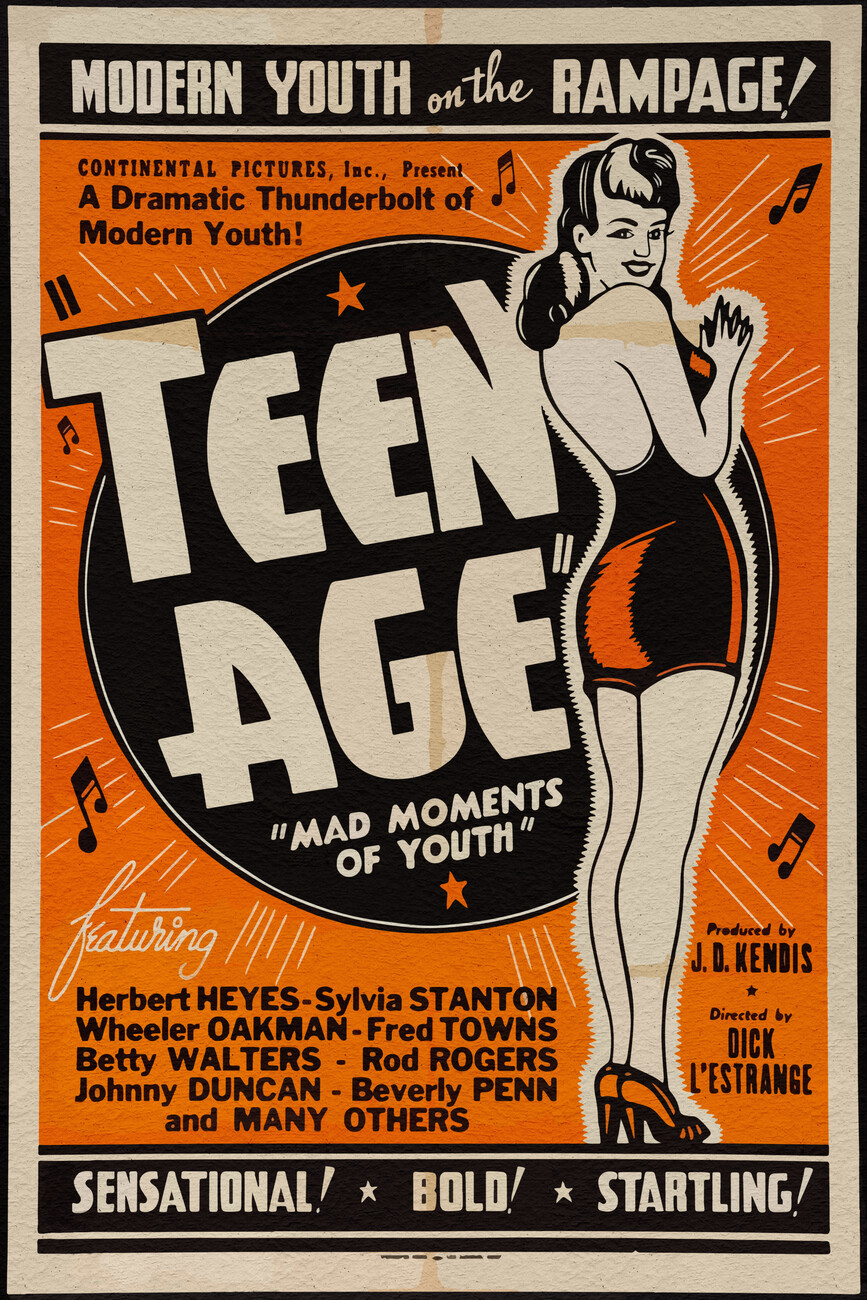 MODERN YOUTH on the RAMPAGE!
CONTINENTAL PICTURES, Inc., Present
A Dramatic Thunderbolt of
Modern Youth!
"TEEN
AGE"
"MAD MOMENTS
OF YOUTH"
featuring
Herbert HEYES - Sylvia STANTON
Wheeler OAKMAN - Fred TOWNS
Betty WALTERS - Rod ROGERS
Johnny DUNCAN - Beverly PENN
and MANY OTHERS
Produced by
J. D. KENDIS
Directed by
DICK
L'ESTRANGE
SENSATIONAL! ★ BOLD! ★ STARTLING!